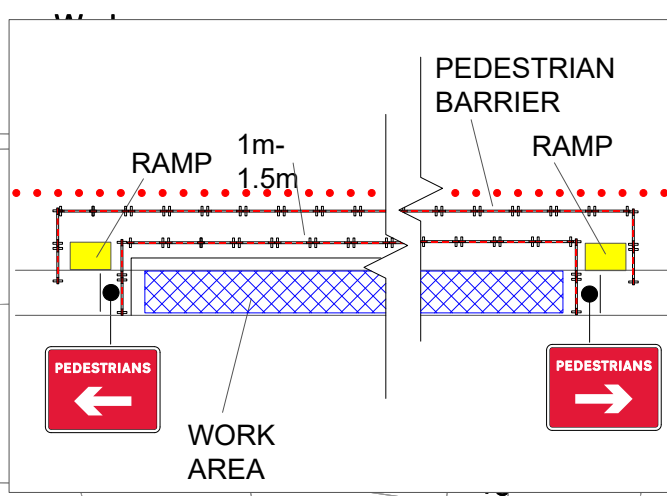 PEDESTRIAN
BARRIER
1m-
1.5m
RAMP
RAMP
PEDESTRIANS
PEDESTRIANS
WORK
AREA